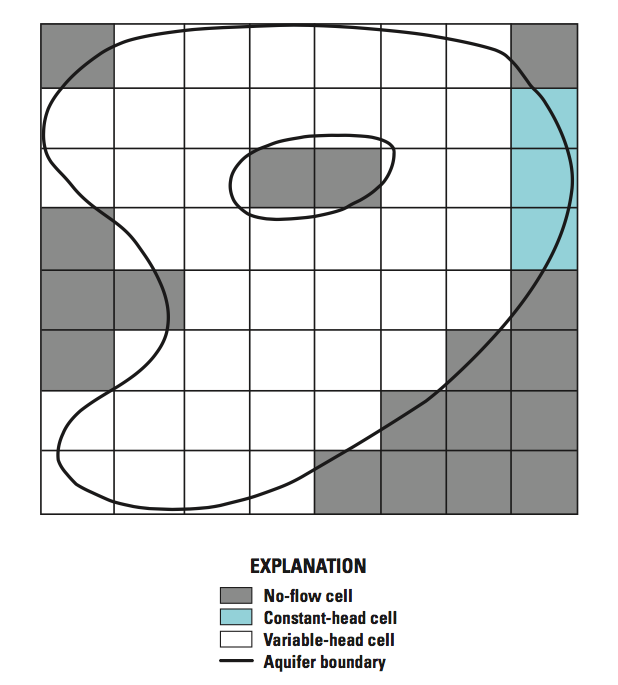 EXPLANATION
No-flow cell
Constant-head cell
Variable-head cell
Aquifer boundary